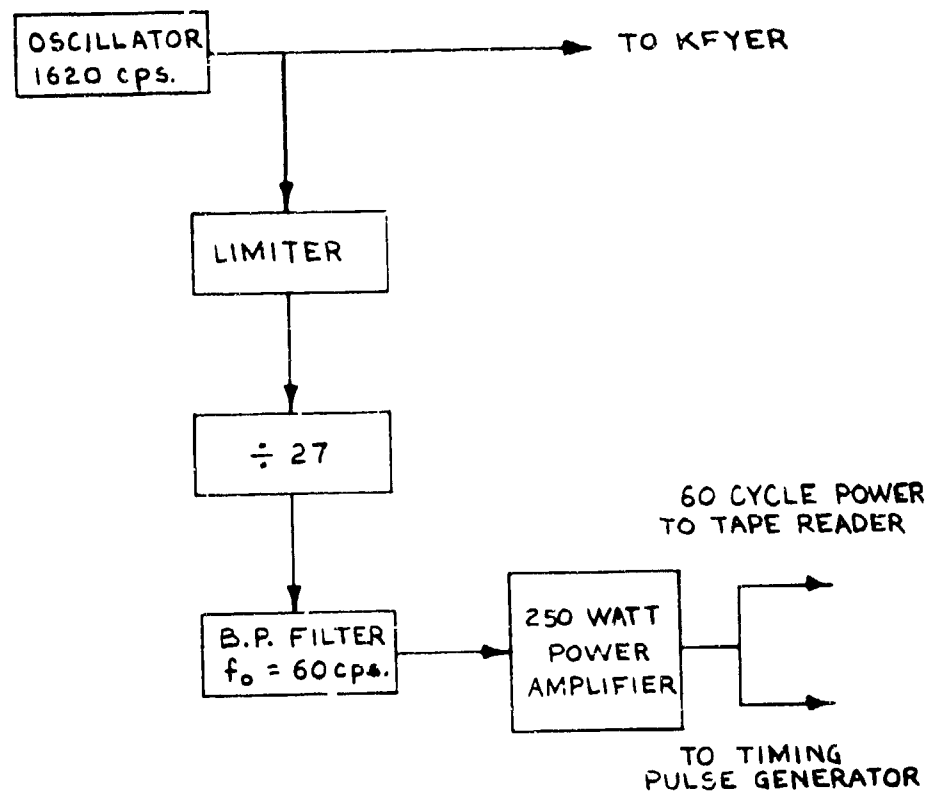 OSCILLATOR
1620 cps.
TO KFYER
LIMITER
÷ 27
60 CYCLE POWER
TO TAPE READER
B.P. FILTER
fo = 60 cps.
250 WATT
POWER
AMPLIFIER
TO TIMING
PULSE GENERATOR